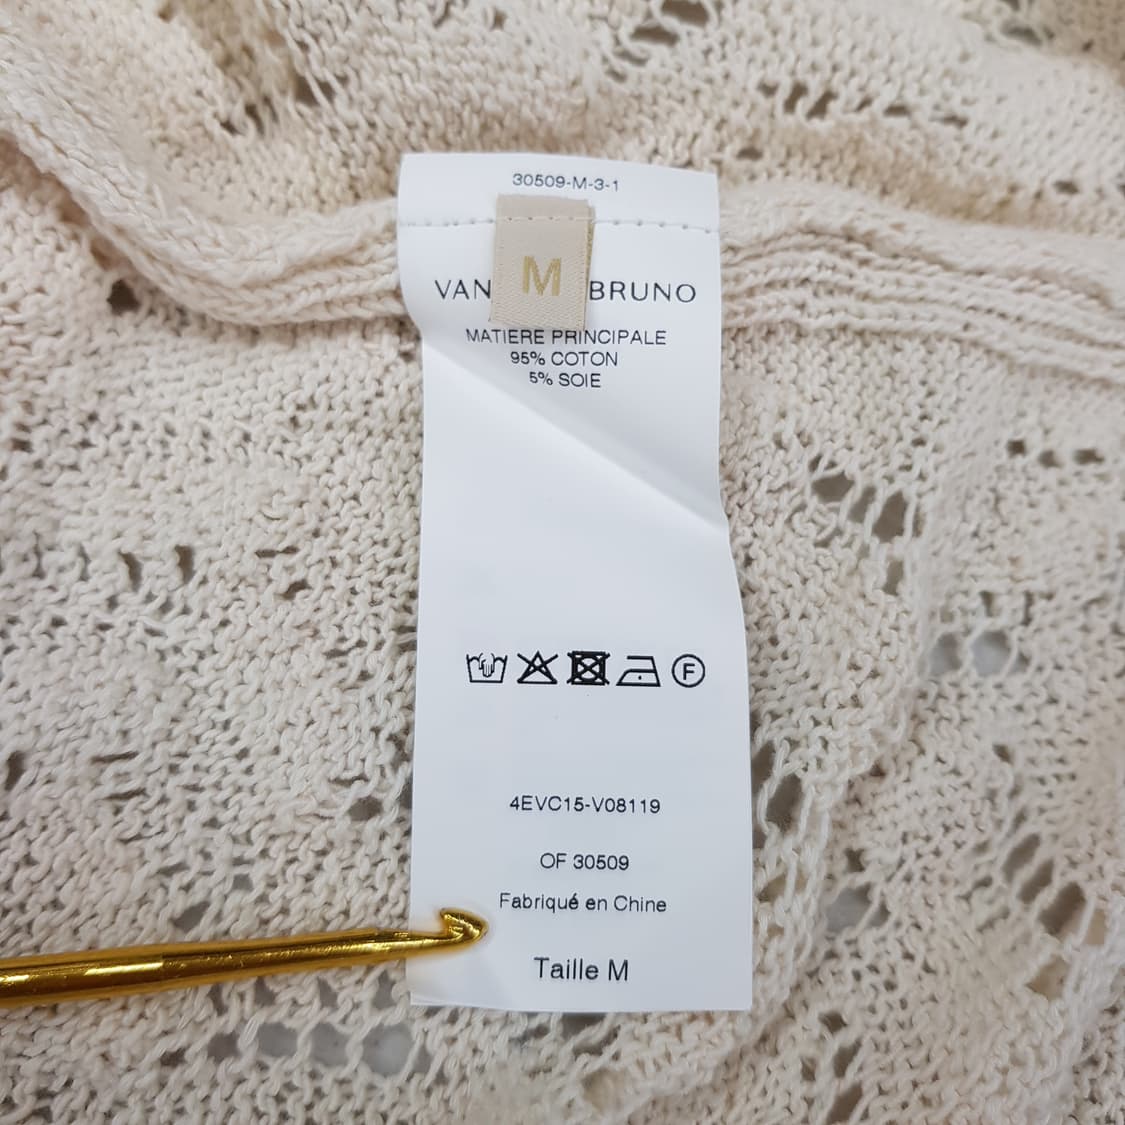 30509-M-3-1
M
VAN BRUNO
MATIERE PRINCIPALE
95% COTON
5% SOIE
F
4EVC15-V08119
OF 30509
Fabriqué en Chine
Taille M